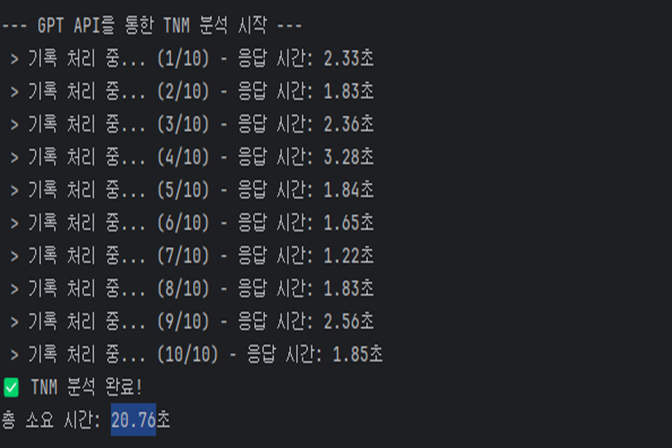 --- GPT API를 통한 TNM 분석 시작 ---
> 기록 처리 중... (1/10) - 응답 시간: 2.33초
> 기록 처리 중... (2/10) - 응답 시간: 1.83초
> 기록 처리 중... (3/10) - 응답 시간: 2.36초
> 기록 처리 중... (4/10) - 응답 시간: 3.28초
> 기록 처리 중... (5/10) - 응답 시간: 1.84초
> 기록 처리 중... (6/10) - 응답 시간: 1.65초
> 기록 처리 중... (7/10) - 응답 시간: 1.22초
> 기록 처리 중... (8/10) - 응답 시간: 1.83초
> 기록 처리 중... (9/10) - 응답 시간: 2.56초
> 기록 처리 중... (10/10) - 응답 시간: 1.85초
✅ TNM 분석 완료!
총 소요 시간: 20.76초